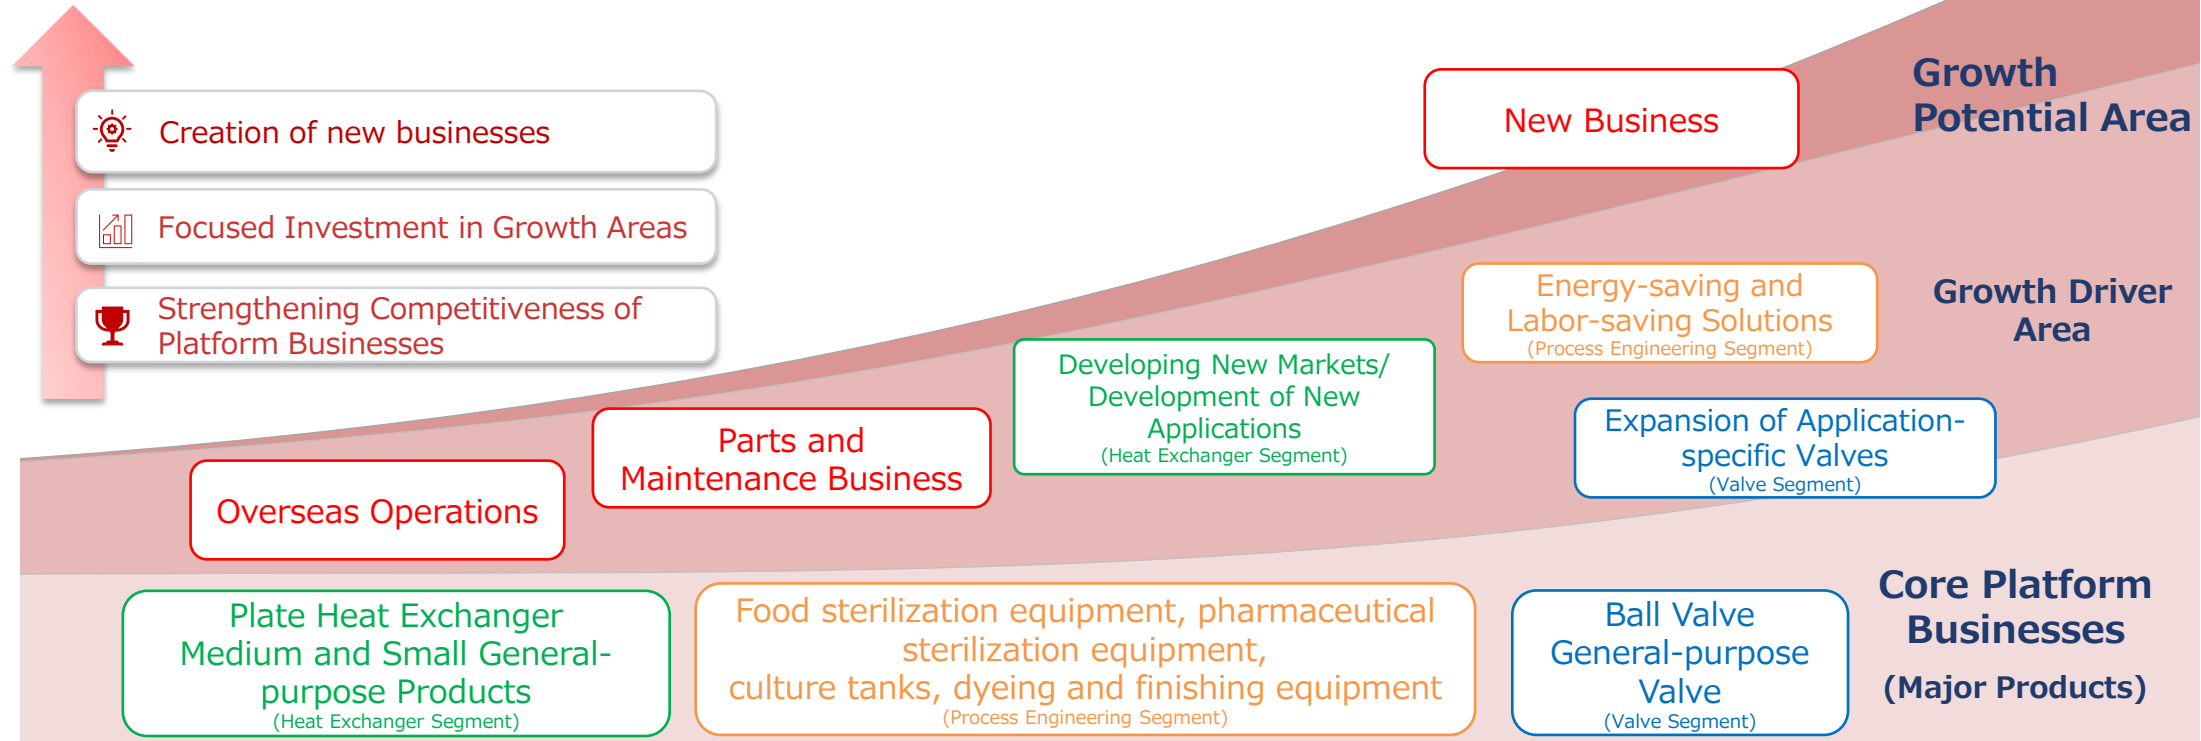 Creation of new businesses
Focused Investment in Growth Areas
Strengthening Competitiveness of
Platform Businesses
New Business
Growth
Potential Area
Energy-saving and
Labor-saving Solutions
(Process Engineering Segment)
Growth Driver
Area
Developing New Markets/
Development of New
Applications
(Heat Exchanger Segment)
Expansion of Application-
specific Valves
(Valve Segment)
Parts and
Maintenance Business
Overseas Operations
Plate Heat Exchanger
Medium and Small General-
purpose Products
(Heat Exchanger Segment)
Food sterilization equipment, pharmaceutical
sterilization equipment,
culture tanks, dyeing and finishing equipment
(Process Engineering Segment)
Ball Valve
General-purpose
Valve
(Valve Segment)
Core Platform
Businesses
(Major Products)